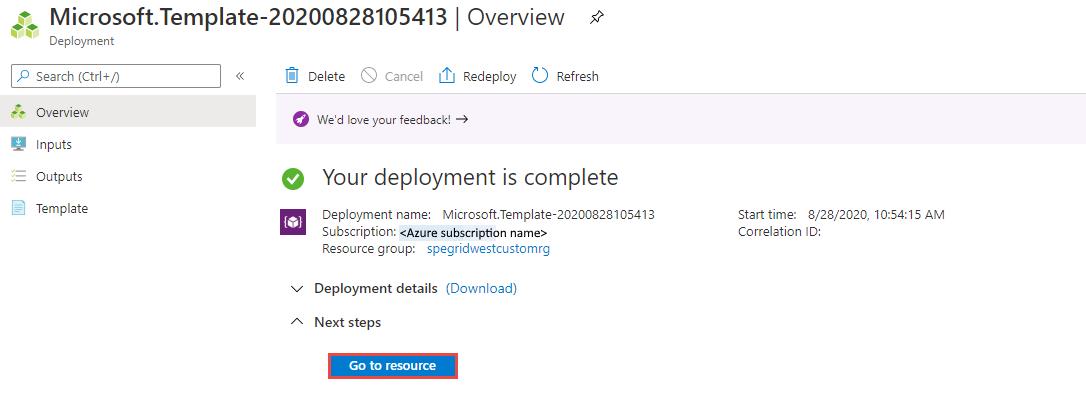 Microsoft.Template-20200828105413 | Overview
Deployment
Search (Ctrl+/) «
Delete Cancel Redeploy Refresh
Overview
Inputs
Outputs
Template
We'd love your feedback! →
Your deployment is complete
Deployment name: Microsoft.Template-20200828105413 Start time: 8/28/2020, 10:54:15 AM
Subscription: <Azure subscription name> Correlation ID:
Resource group: spegridwestcustomrg
Deployment details (Download)
Next steps
Go to resource